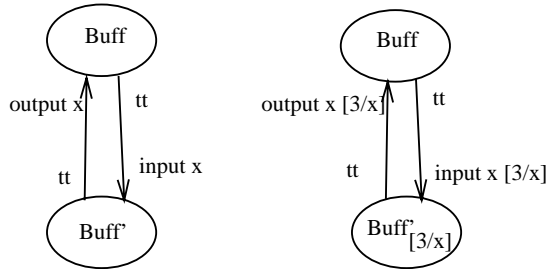 Buff
output x
tt
tt
input x
Buff'
Buff
output x [3/x]
tt
tt
input x [3/x]
Buff'[3/x]